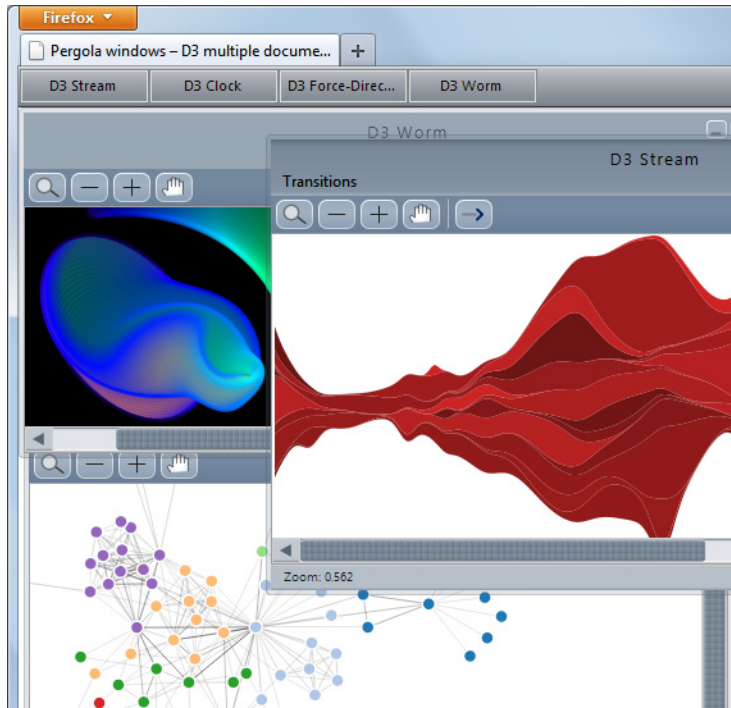 Firefox
Pergola windows – D3 multiple docume...
D3 Stream
D3 Clock
D3 Force-Direc...
D3 Worm
D3 Worm
D3 Stream
Transitions
Zoom: 0.562